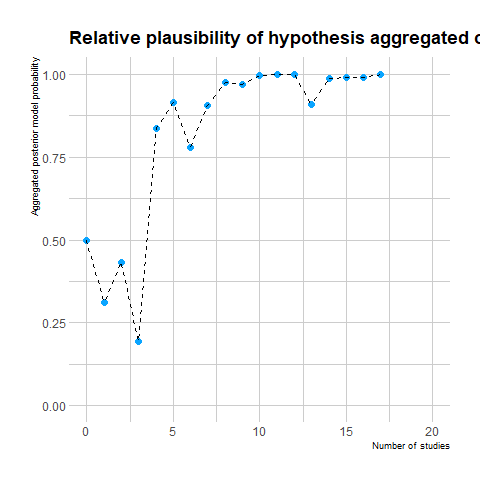 Relative plausibility of hypothesis aggregated o
Aggregated posterior model probability
1.00
0.75
0.50
0.25
0.00
0 5 10 15 20
Number of studies